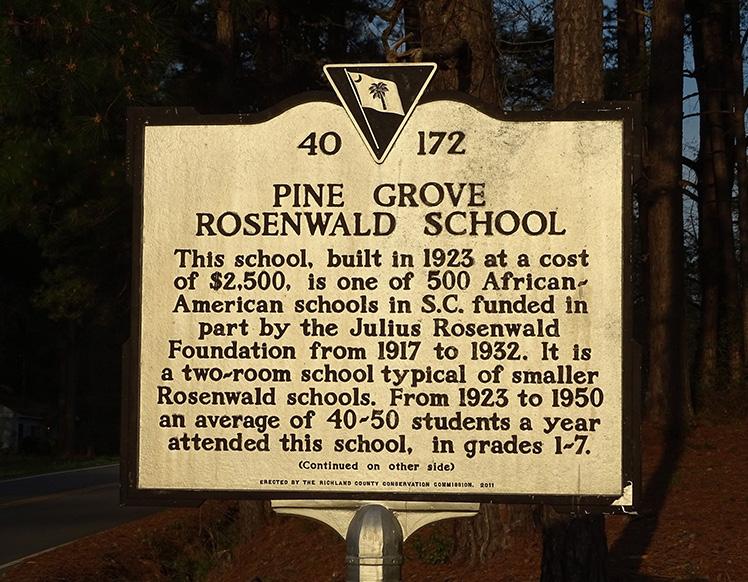 40 172
PINE GROVE
ROSENWALD SCHOOL
This school, built in 1923 at a cost
of $2,500, is one of 500 African-
American schools in S.C. funded in
part by the Julius Rosenwald
Foundation from 1917 to 1932. It is
a two-room school typical of smaller
Rosenwald schools. From 1923 to 1950
an average of 40-50 students a year
attended this school, in grades 1-7.
(Continued on other side)
ERECTED BY THE RICHLAND COUNTY CONSERVATION COMMISSION, 2011